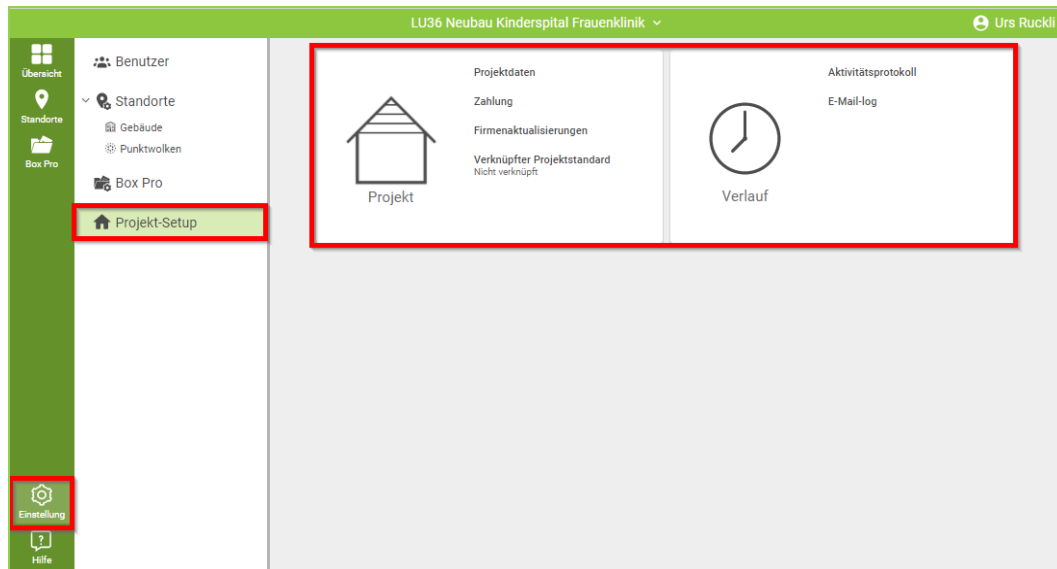 LU36 Neubau Kinderspital Frauenklinik
Urs Ruckli
Übersicht
Standorte
Box Pro
Einstellung
Hilfe
Benutzer
Standorte
Gebäude
Punktwolken
Box Pro
Projekt-Setup
Projekt
Projektdaten
Zahlung
Firmenaktualisierungen
Verknüpfter Projektstandard
Nicht verknüpft
Verlauf
Aktivitätsprotokoll
E-Mail-log